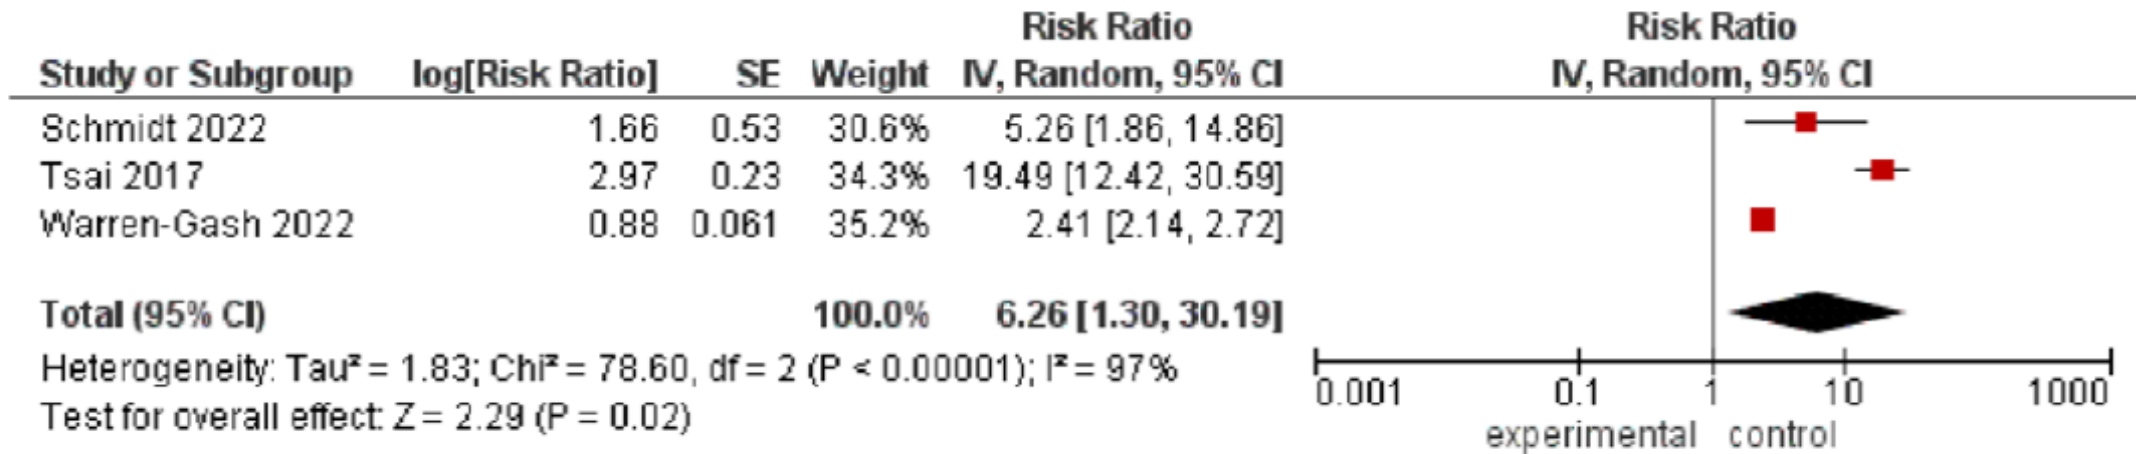 Risk Ratio Risk Ratio
Study or Subgroup log[Risk Ratio] SE Weight IV, Random, 95% CI IV, Random, 95% CI
Schmidt 2022 1.66 0.53 30.6% 5.26 [1.86, 14.86]
Tsai 2017 2.97 0.23 34.3% 19.49 [12.42, 30.59]
Warren-Gash 2022 0.88 0.061 35.2% 2.41 [2.14, 2.72]
Total (95% CI) 100.0% 6.26 [1.30, 30.19]
Heterogeneity: Tau² = 1.83; Chi² = 78.60, df = 2 (P < 0.00001); I² = 97%
Test for overall effect: Z = 2.29 (P = 0.02)
0.001 0.1 1 10 1000
experimental control